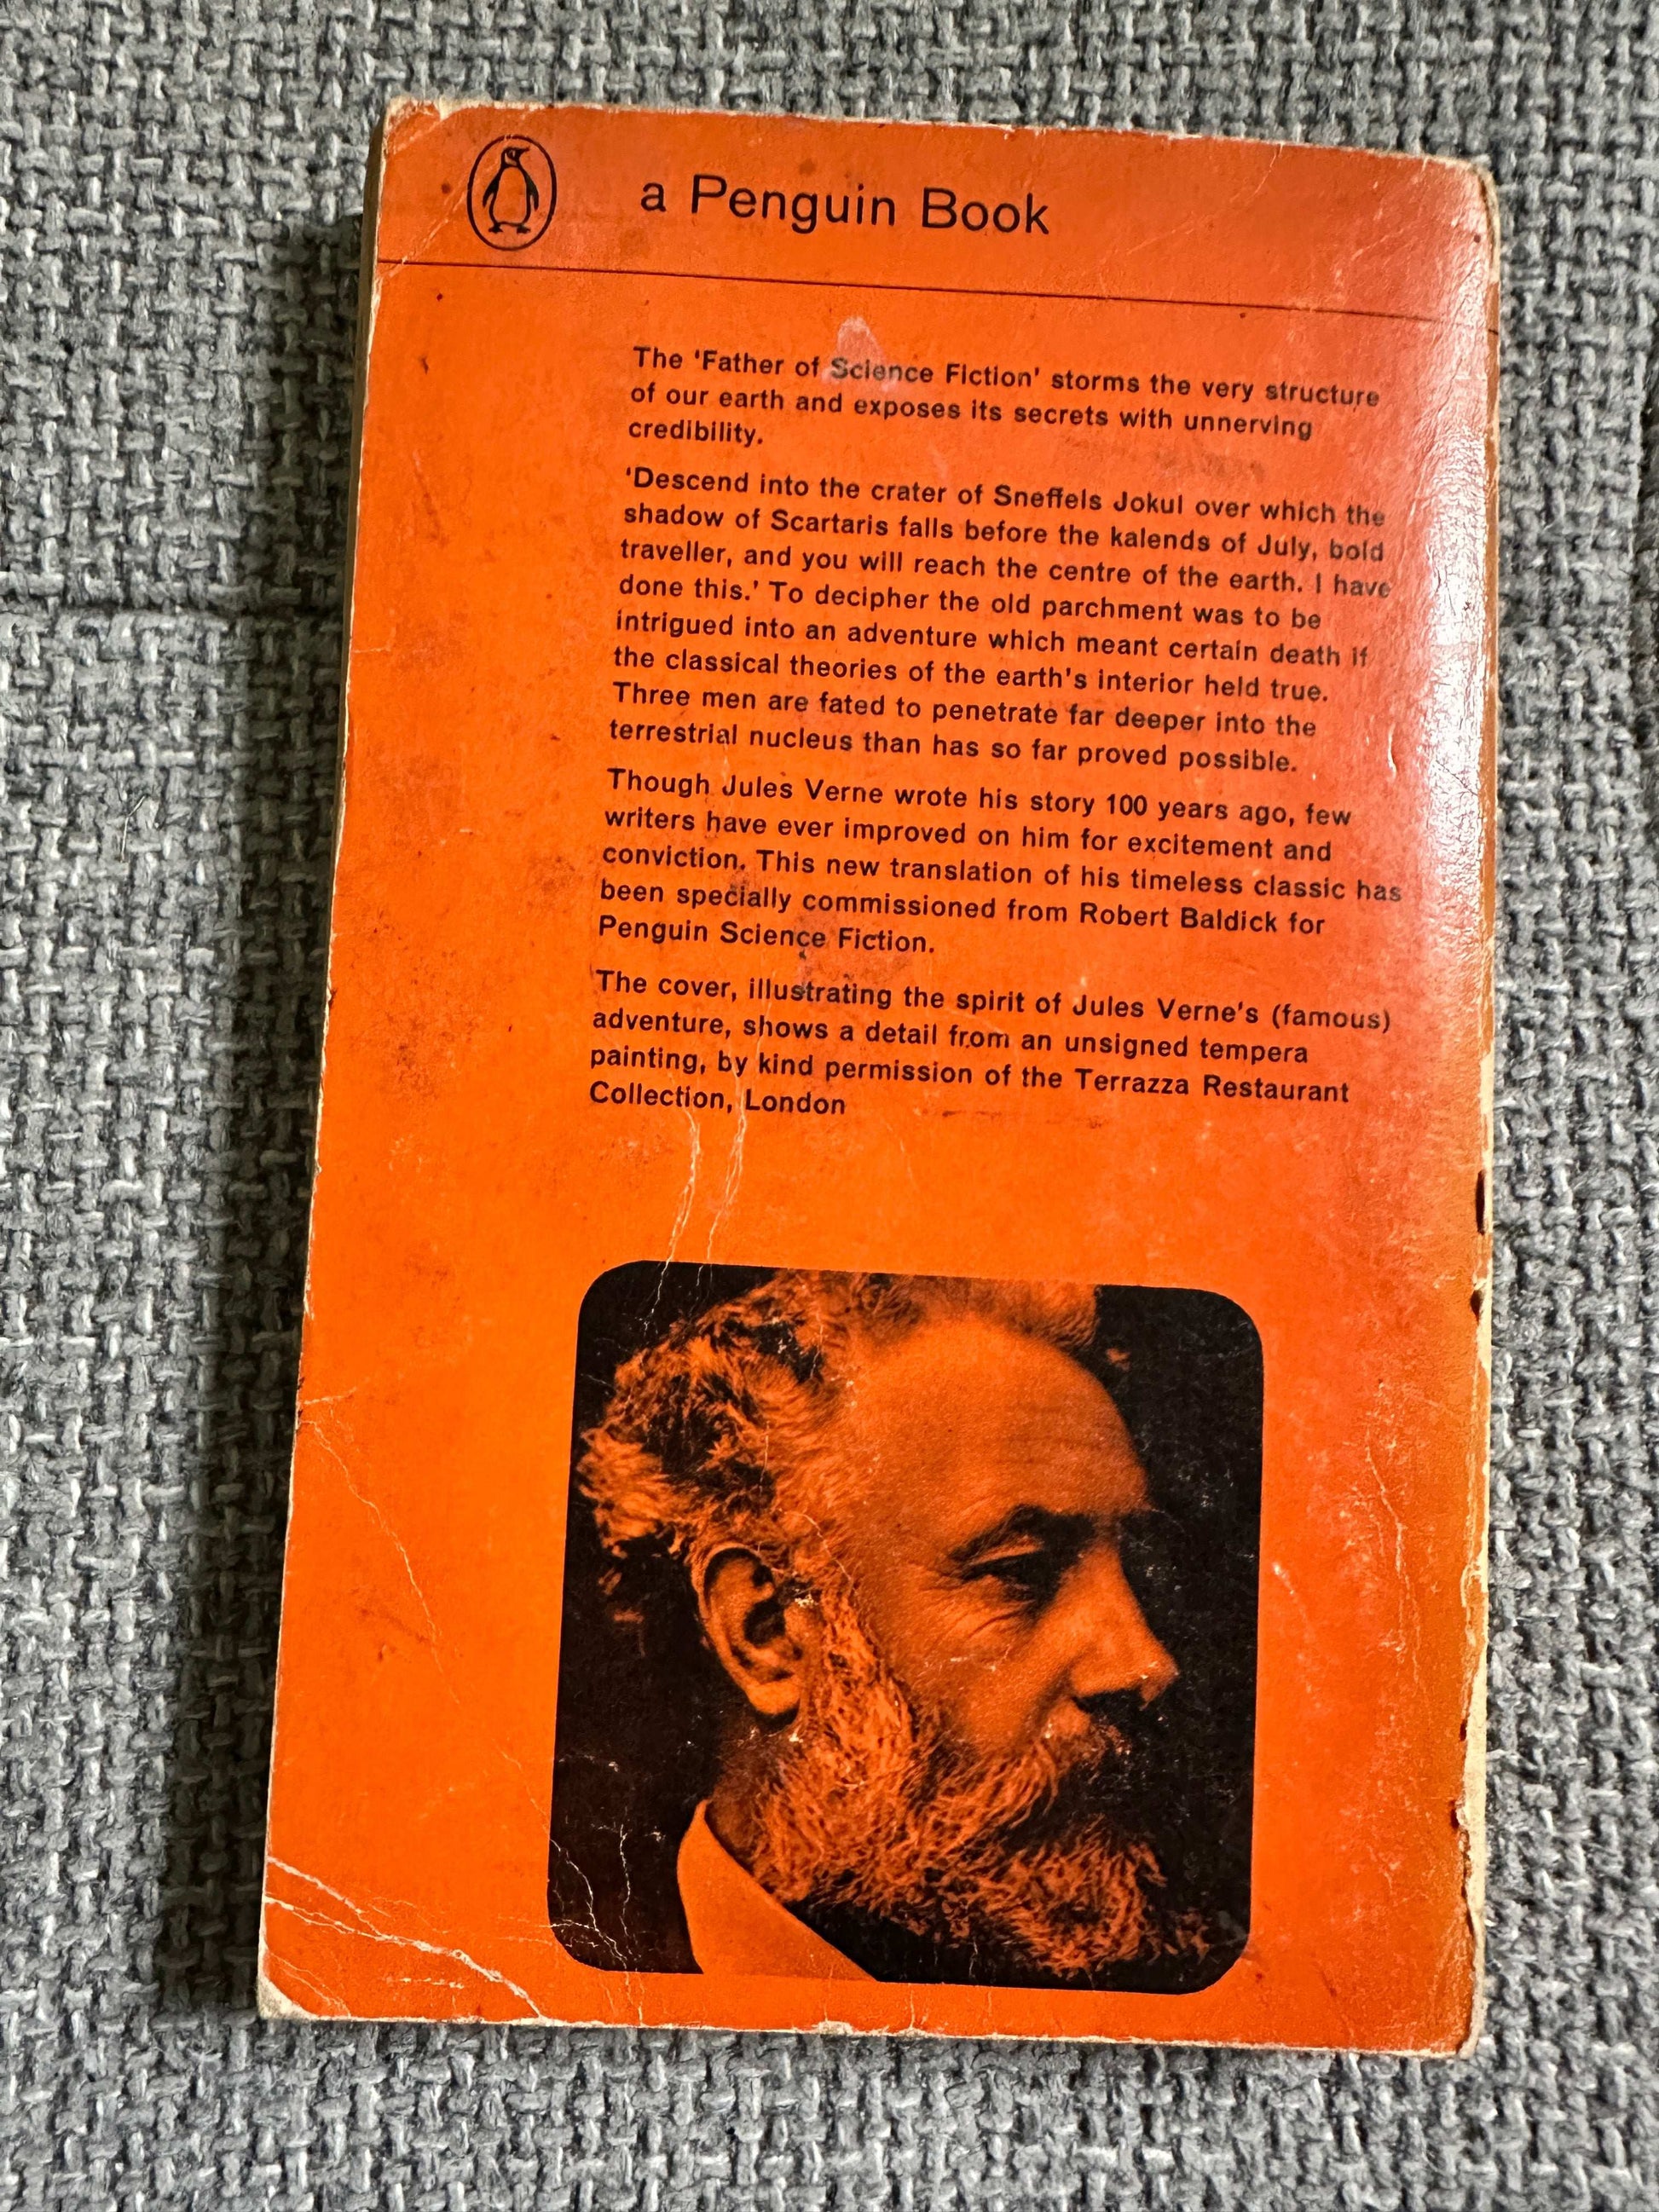 a Penguin Book
The 'Father of Science Fiction' storms the very structure
of our earth and exposes its secrets with unnerving
credibility.
'Descend into the crater of Sneffels Jokul over which the
shadow of Scartaris falls before the kalends of July, bold
traveller, and you will reach the centre of the earth. I have
done this.' To decipher the old parchment was to be
intrigued into an adventure which meant certain death if
the classical theories of the earth's interior held true.
Three men are fated to penetrate far deeper into the
terrestrial nucleus than has so far proved possible.
Though Jules Verne wrote his story 100 years ago, few
writers have ever improved on him for excitement and
conviction. This new translation of his timeless classic has
been specially commissioned from Robert Baldick for
Penguin Science Fiction.
The cover, illustrating the spirit of Jules Verne's (famous)
adventure, shows a detail from an unsigned tempera
painting, by kind permission of the Terrazza Restaurant
Collection, London